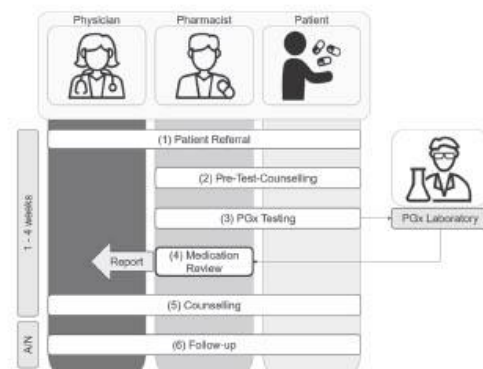 Physician Pharmacist Patient
(1) Patient Referral
(2) Pre-Test-Counselling
(3) PGx Testing
PGx Laboratory
1 - 4 weeks
Report
(4) Medication
Review
(5) Counselling
A/N
(6) Follow-up